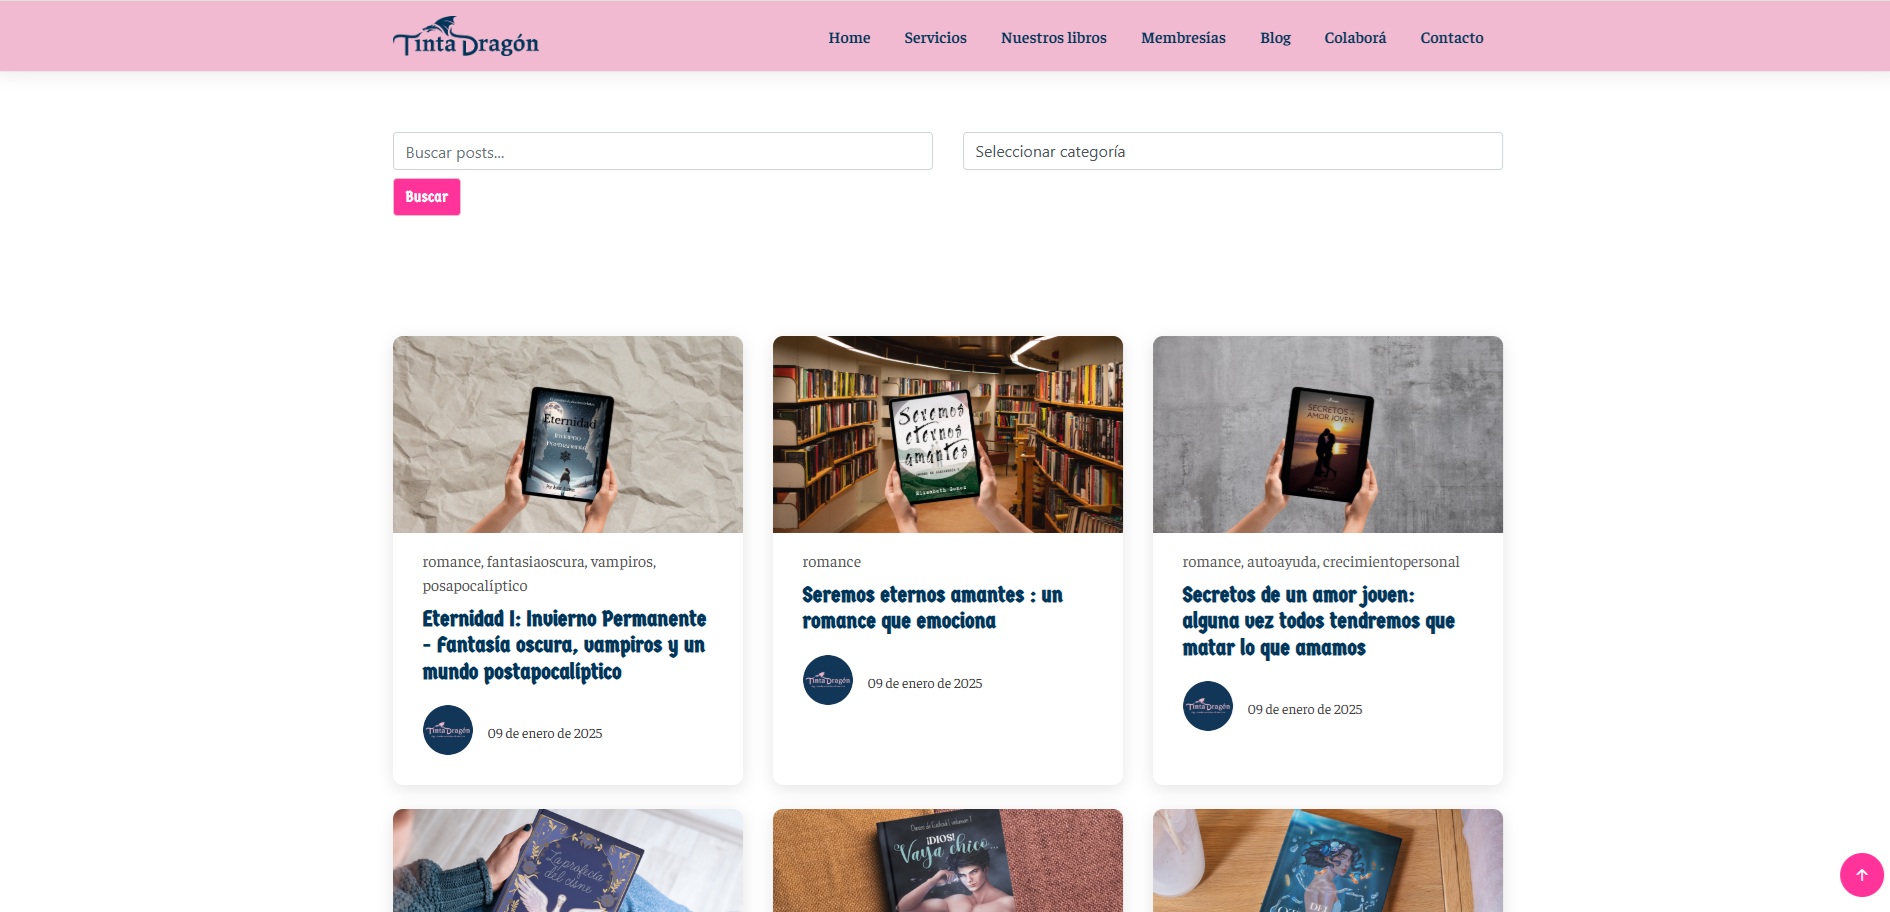 Tinta Dragón
Home
Servicios
Nuestros libros
Membresías
Blog
Colaborá
Contacto
Buscar posts...
Seleccionar categoría
Buscar
Eternidad
I
Invierno
Permanente
Seremos
eternos
amantes
Elizabeth
SECRETOS DE UN
AMOR JOVEN
romance, fantasiaoscura, vampiros,
posapocalíptico
Eternidad I: Invierno Permanente
- Fantasía oscura, vampiros y un
mundo postapocalíptico
Tinta Dragón
09 de enero de 2025
romance
Seremos eternos amantes : un
romance que emociona
Tinta Dragón
09 de enero de 2025
romance, autoayuda, crecimientopersonal
Secretos de un amor joven:
alguna vez todos tendremos que
matar lo que amamos
Tinta Dragón
09 de enero de 2025
La profecía
del cisne
¡DIOS!
Vaya chico...
DEL